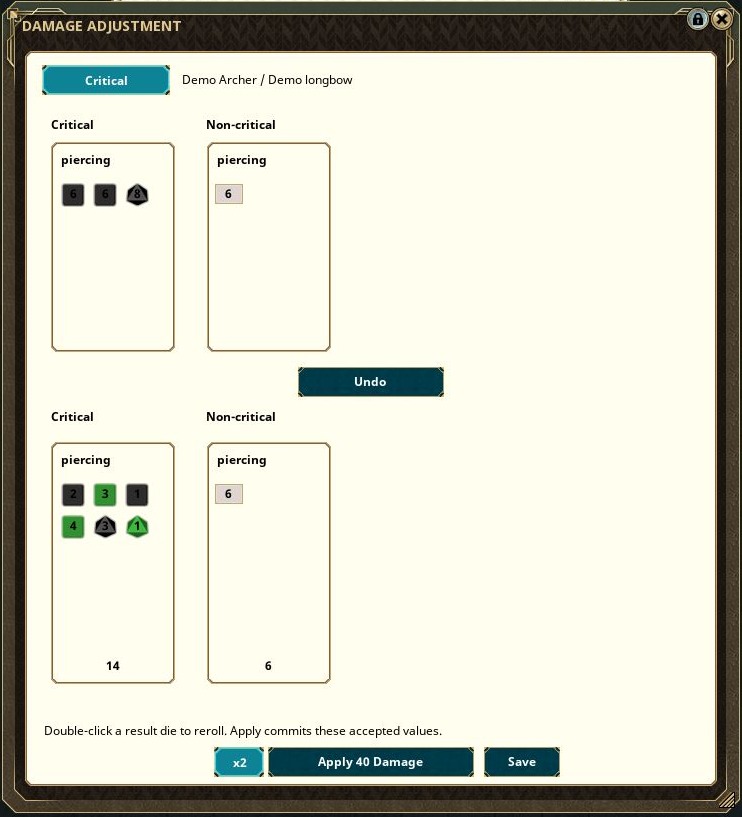 DAMAGE ADJUSTMENT
Critical Demo Archer / Demo longbow
Critical Non-critical
piercing piercing
6 6 8 6
Undo
Critical Non-critical
piercing piercing
2 3 1 6
4 3 1
14 6
Double-click a result die to reroll. Apply commits these accepted values.
x2 Apply 40 Damage Save